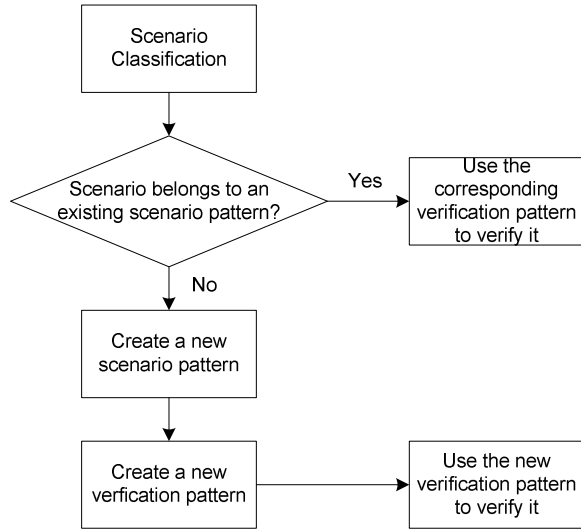 Scenario
Classification
Scenario belongs to an
existing scenario pattern?
Yes
Use the
corresponding
verification pattern
to verify it
No
Create a new
scenario pattern
Create a new
verfication pattern
Use the new
verification pattern
to verify it